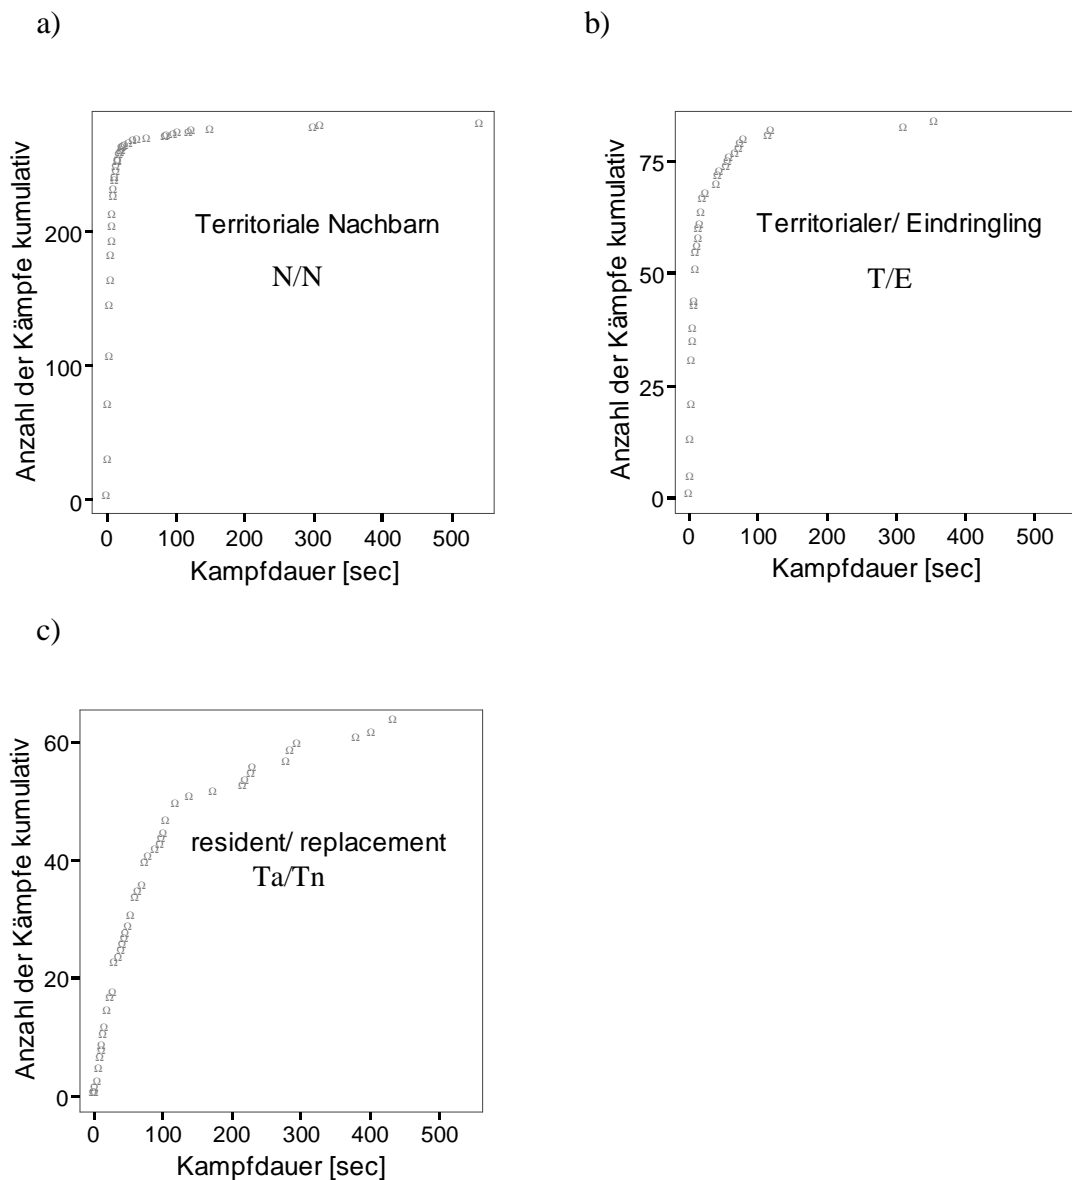 a)
Anzahl der Kämpfe kumulativ
200
100
0
Territoriale Nachbarn
N/N
0 100 200 300 400 500
Kampfdauer [sec]
b)
Anzahl der Kämpfe kumulativ
75
50
25
0
Territorialer/ Eindringling
T/E
0 100 200 300 400 500
Kampfdauer [sec]
c)
Anzahl der Kämpfe kumulativ
60
40
20
0
resident/ replacement
Ta/Tn
0 100 200 300 400 500
Kampfdauer [sec]